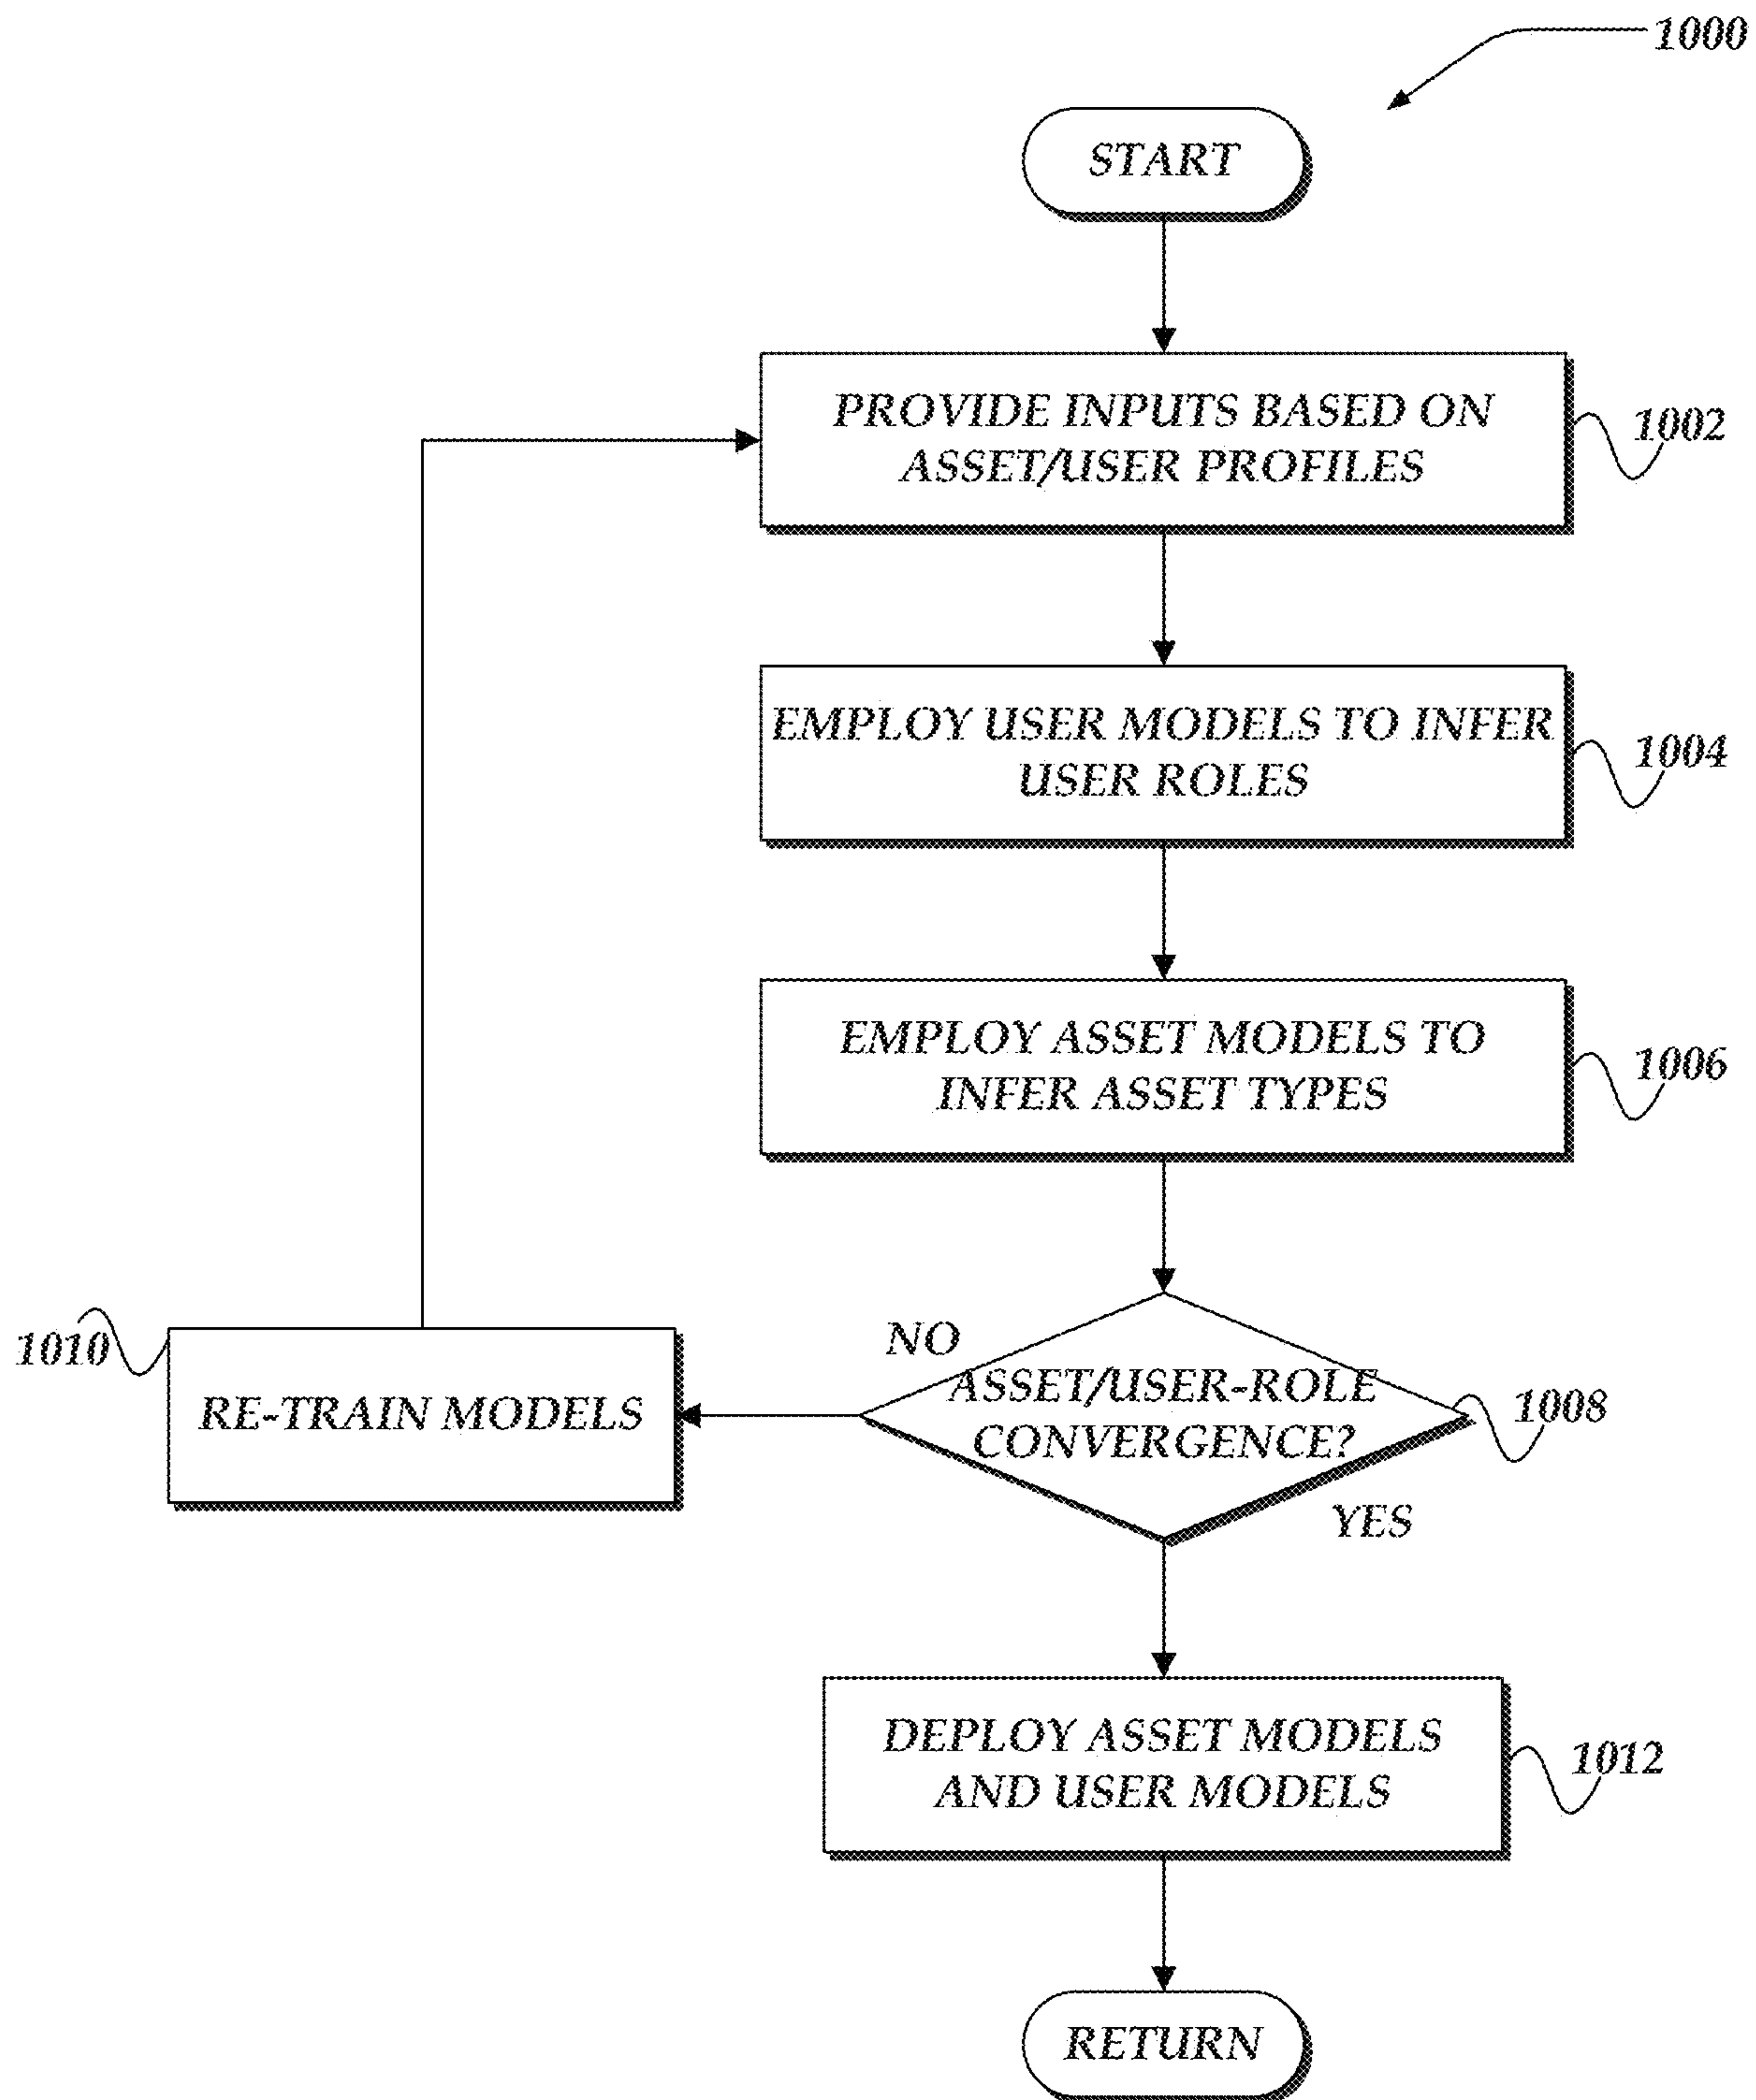 1000
START
PROVIDE INPUTS BASED ON
ASSET/USER PROFILES
1002
EMPLOY USER MODELS TO INFER
USER ROLES
1004
EMPLOY ASSET MODELS TO
INFER ASSET TYPES
1006
NO
ASSET/USER-ROLE
CONVERGENCE?
1008
YES
1010
RE-TRAIN MODELS
DEPLOY ASSET MODELS
AND USER MODELS
1012
RETURN